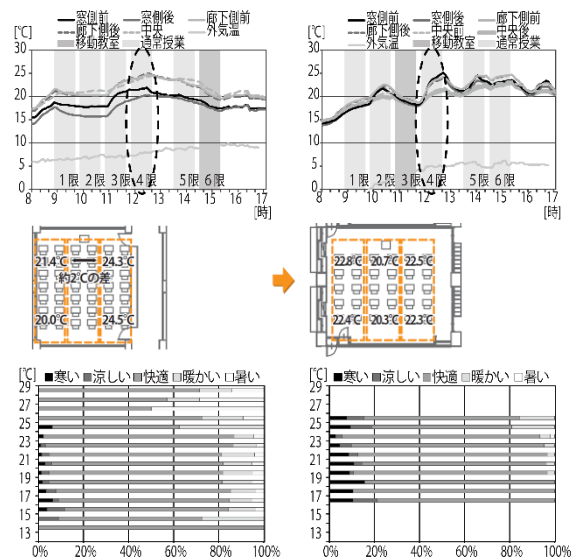 窓側前 窓側後 廊下側前
廊下側後 中央
外気温
移動教室 通常授業
[℃]
30
25
20
15
10
5
0
1限 2限 3限 4限 5限 6限
8 9 10 11 12 13 14 15 16 17
[時]
窓側前 窓側後 廊下側前
廊下側後 中央前 中央後
外気温 移動教室 通常授業
[℃]
30
25
20
15
10
5
0
1限 2限 3限 4限 5限 6限
8 9 10 11 12 13 14 15 16 17
[時]
21.4℃ 24.3℃
約2℃の差
20.0℃ 24.5℃
22.8℃ 20.7℃ 22.5℃
22.4℃ 20.3℃ 22.3℃
[℃] 寒い 涼しい 快適 暖かい 暑い
29
27
25
23
21
19
17
15
13
0% 20% 40% 60% 80% 100%
[℃] 寒い 涼しい 快適 暖かい 暑い
29
27
25
23
21
19
17
15
13
0% 20% 40% 60% 80% 100%